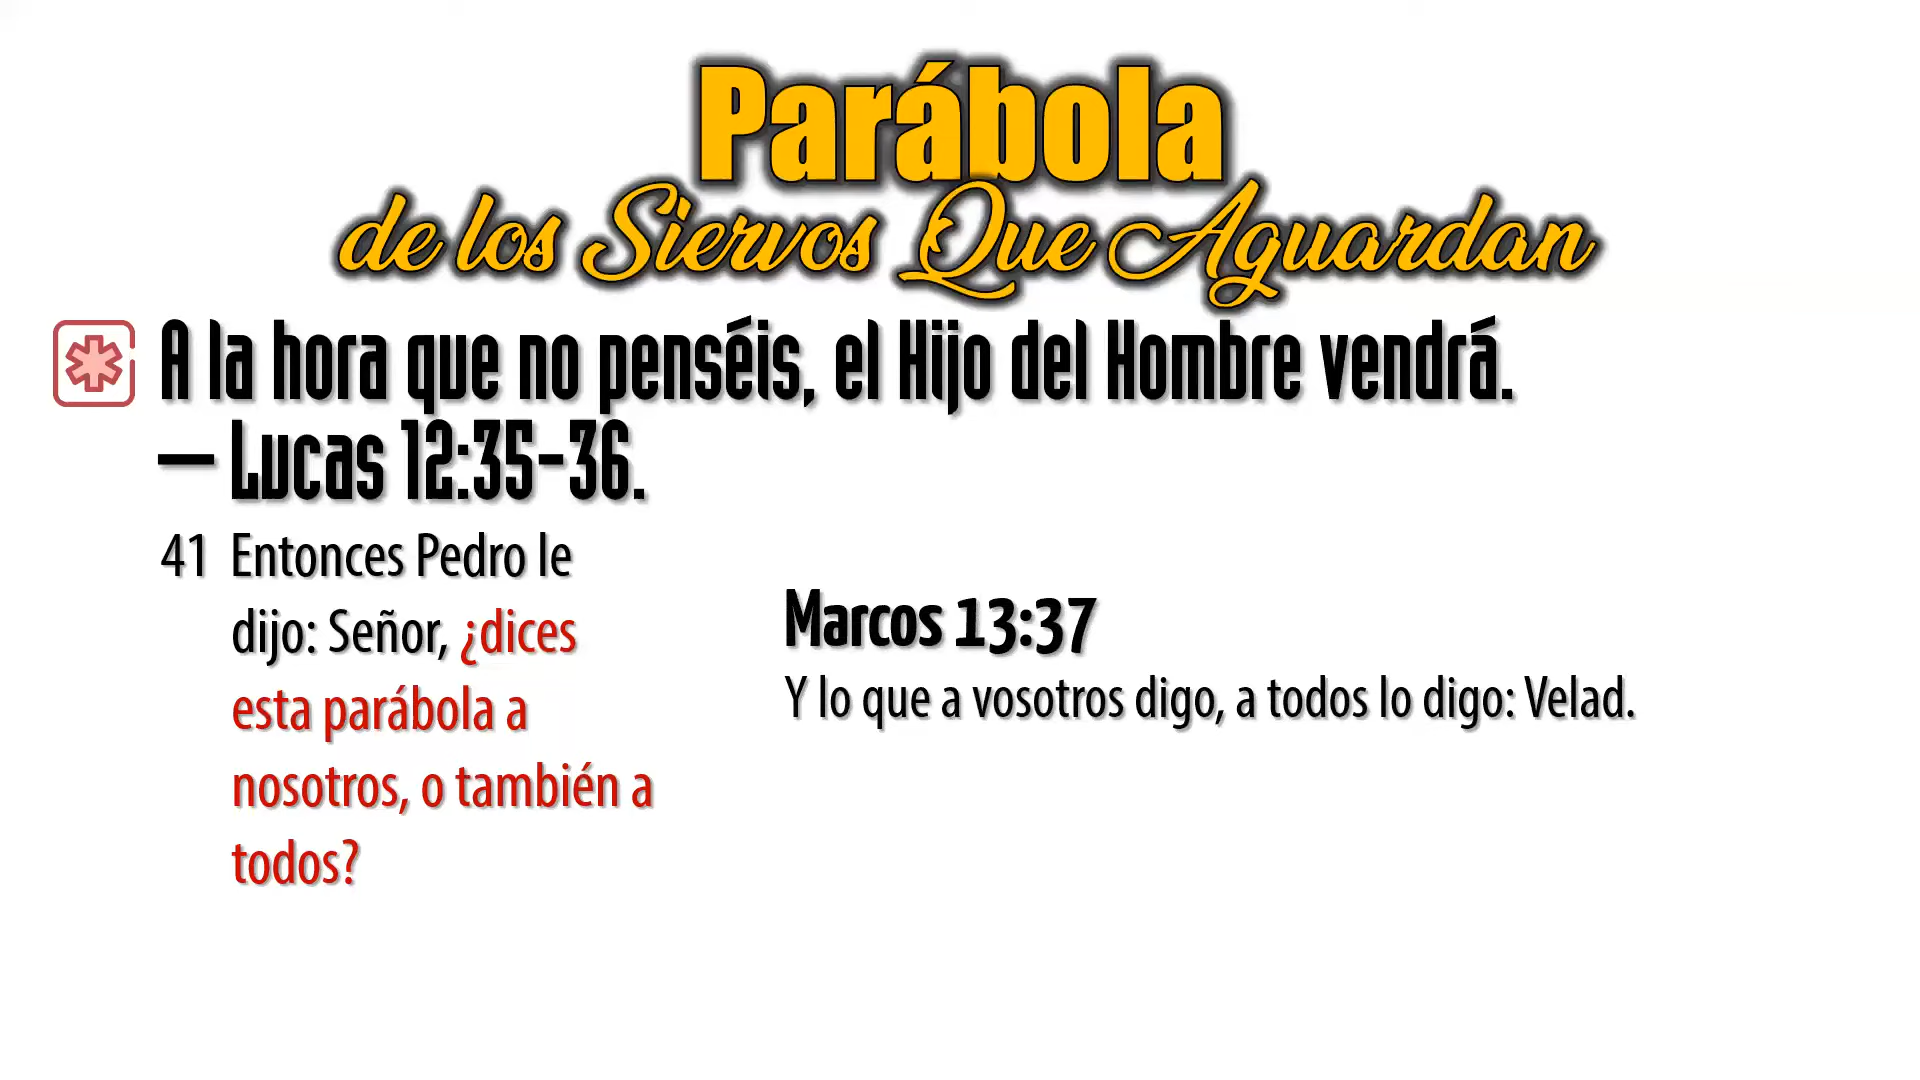 Parábola
de los Siervos Que Aguardan
A la hora que no penséis, el Hijo del Hombre vendrá.
— Lucas 12:35-36.
41 Entonces Pedro le
dijo: Señor, ¿dices
esta parábola a
nosotros, o también a
todos?
Marcos 13:37
Y lo que a vosotros digo, a todos lo digo: Velad.